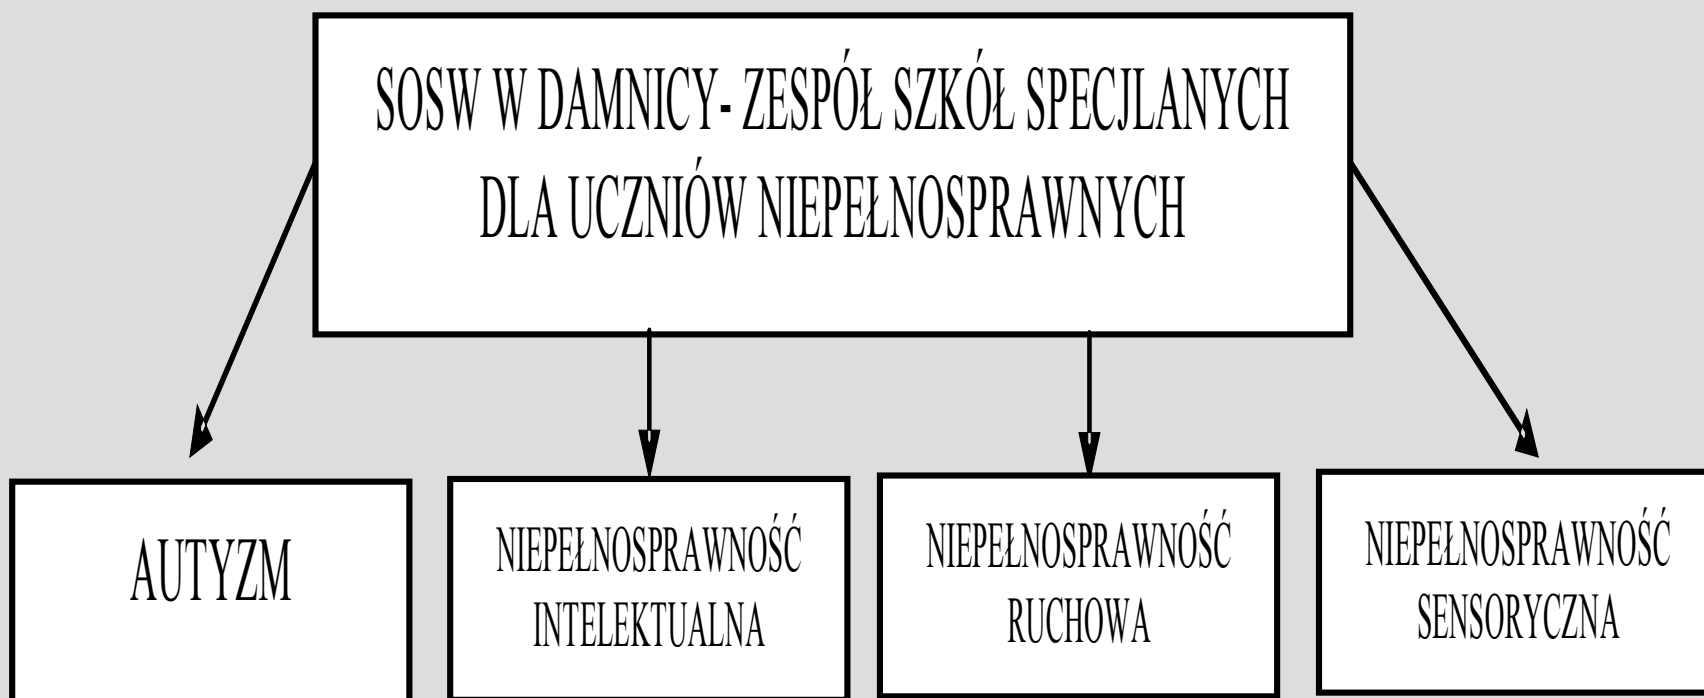 SOSW W DAMNICY- ZESPÓŁ SZKÓŁ SPECJLANYCH
DLA UCZNIÓW NIEPEŁNOSPRAWNYCH
AUTYZM
NIEPEŁNOSPRAWNOŚĆ
INTELEKTUALNA
NIEPEŁNOSPRAWNOŚĆ
RUCHOWA
NIEPEŁNOSPRAWNOŚĆ
SENSORYCZNA